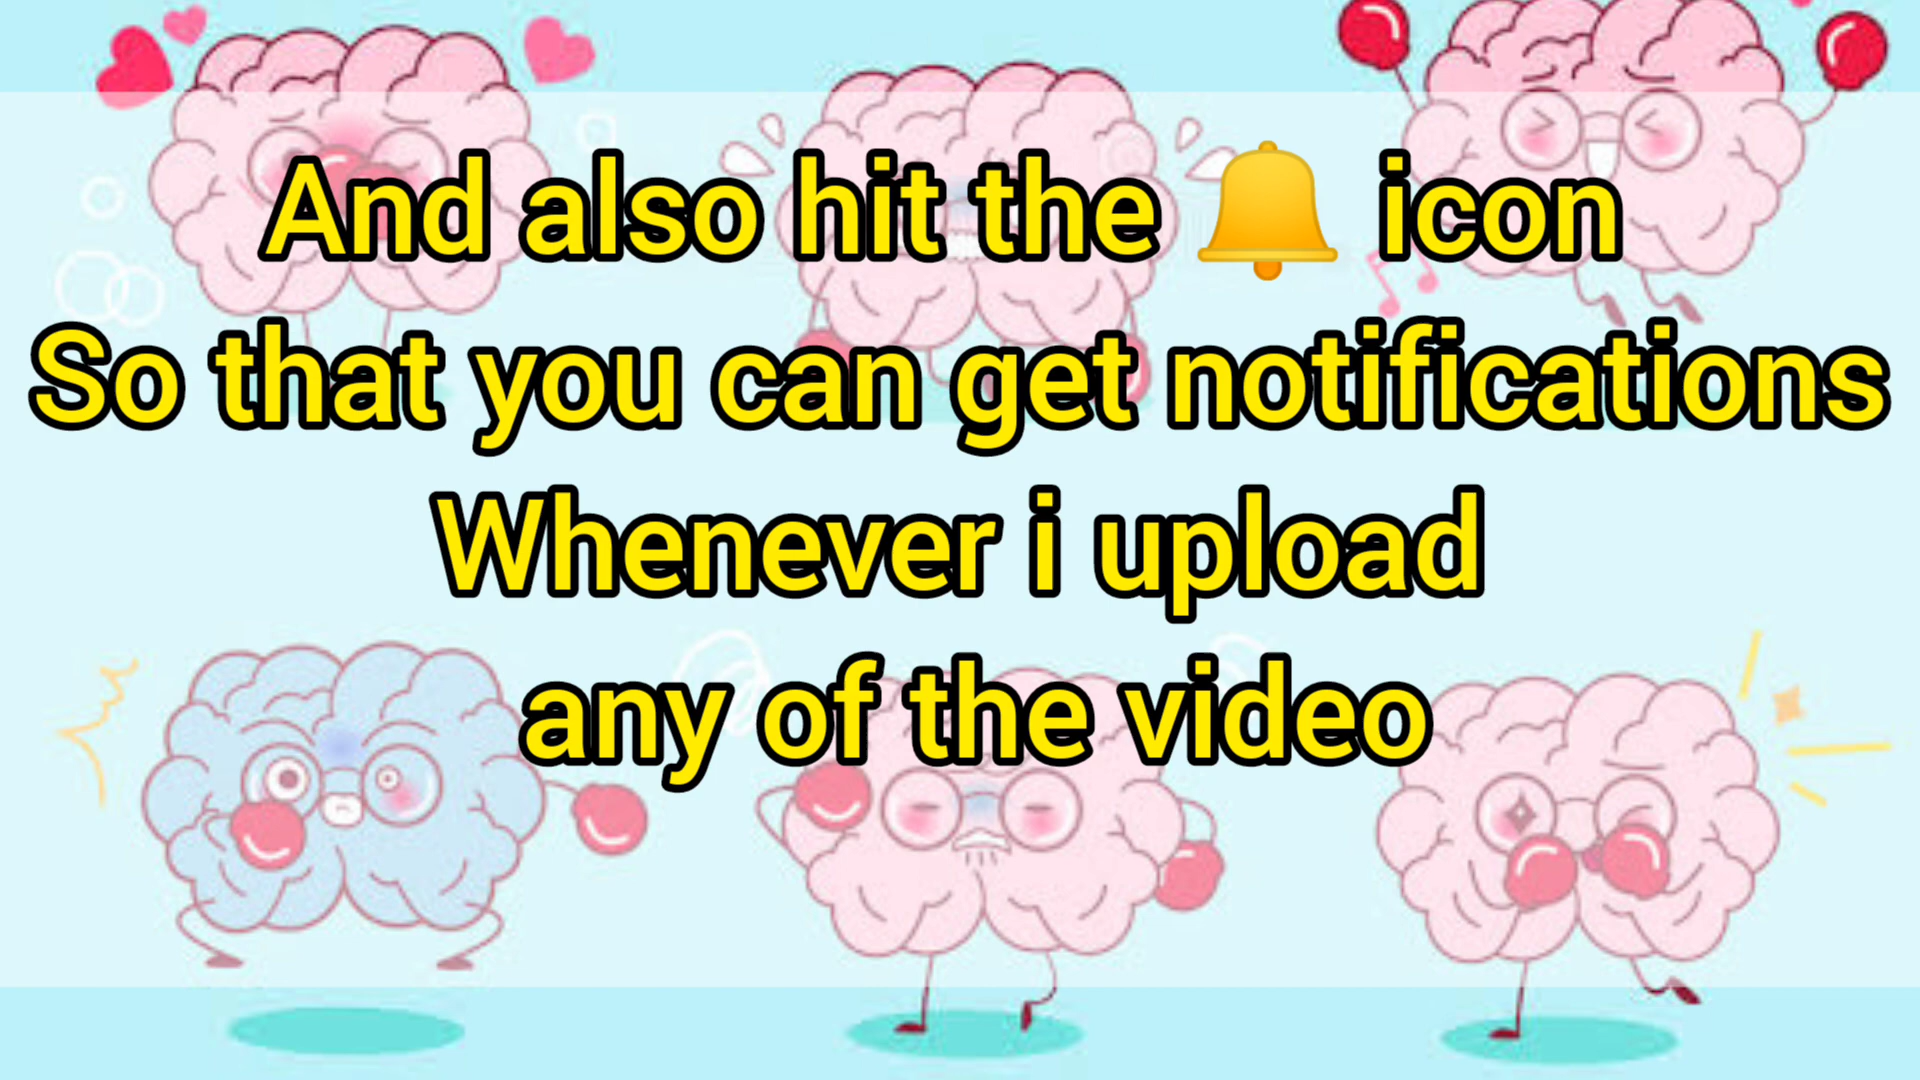 And also hit the 🔔 icon
So that you can get notifications
Whenever i upload
any of the video